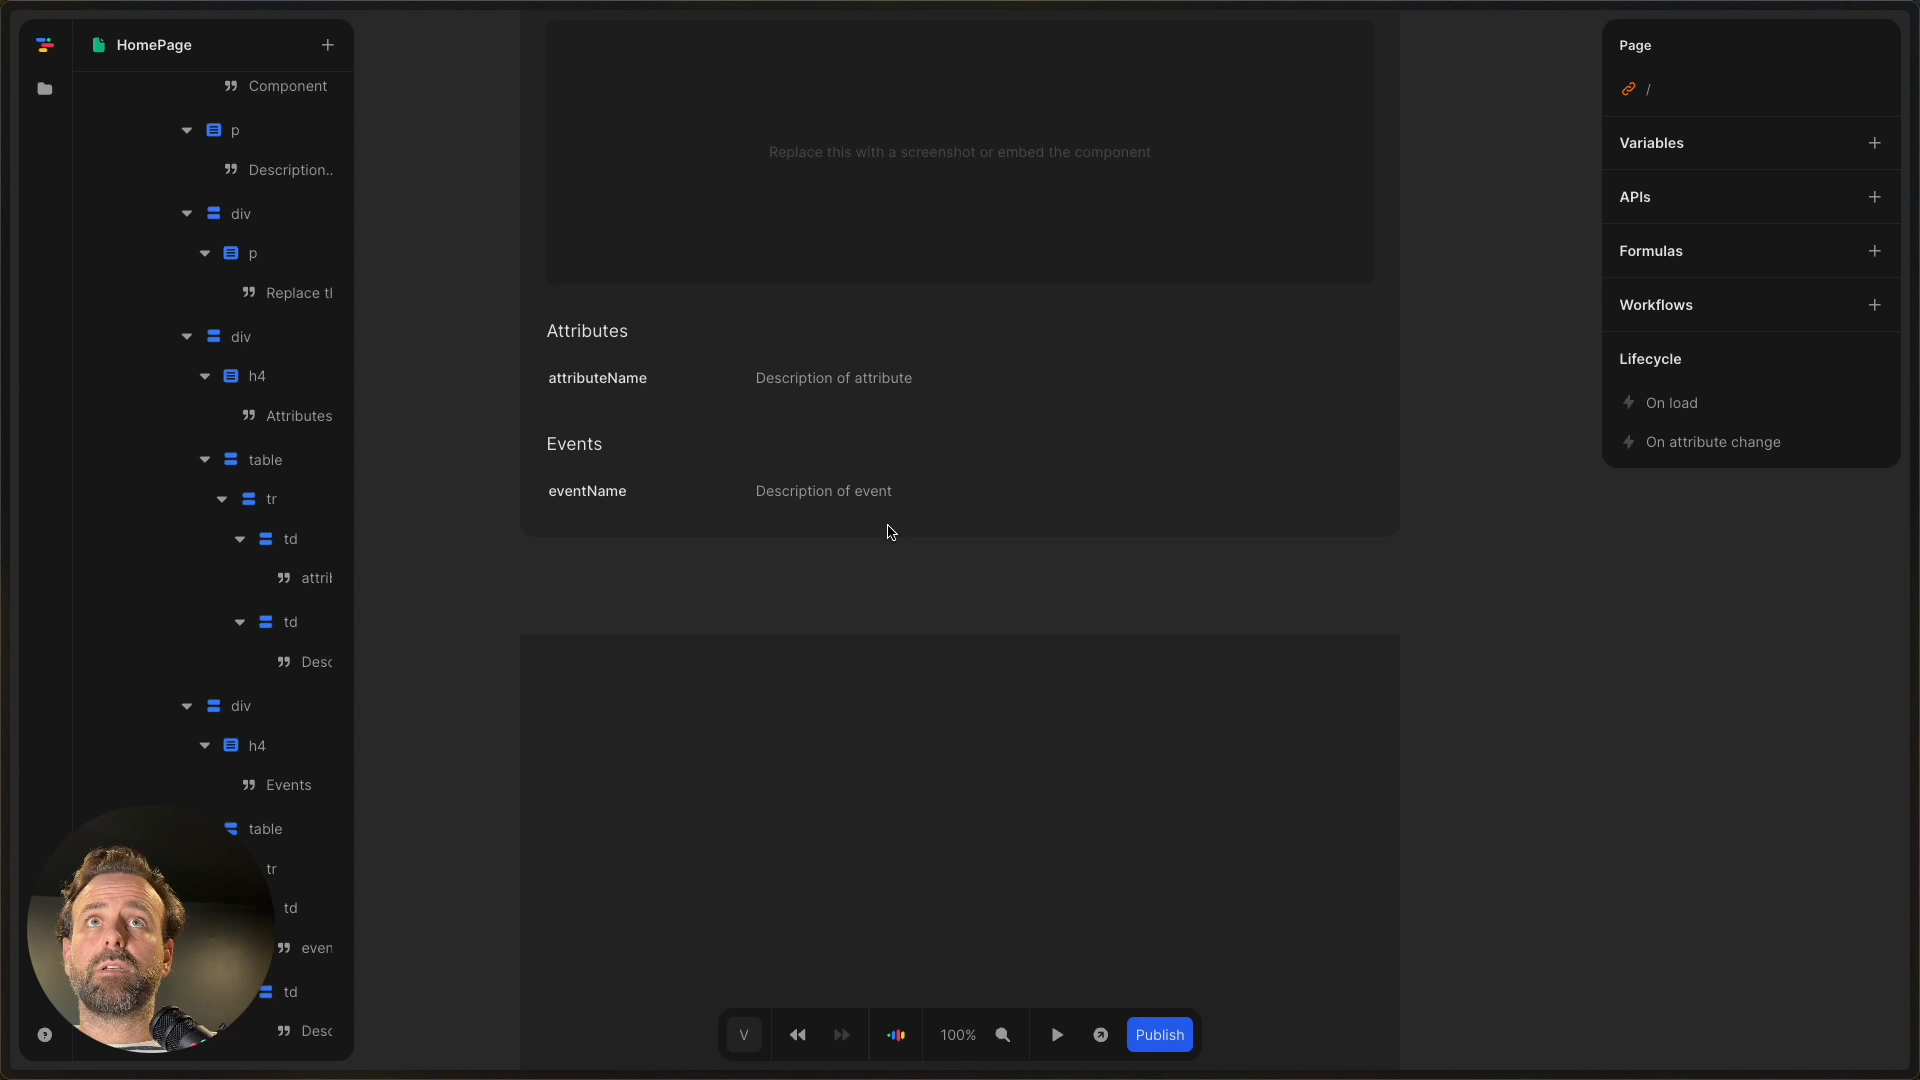 HomePage
Component
p
Description..
div
p
Replace tl
div
h4
Attributes
table
tr
td
attrib
td
Desc
div
h4
Events
table
tr
td
even
td
Desc
Replace this with a screenshot or embed the component
Attributes
attributeName Description of attribute
Events
eventName Description of event
V
100%
Publish
Page
/
Variables
APIs
Formulas
Workflows
Lifecycle
On load
On attribute change